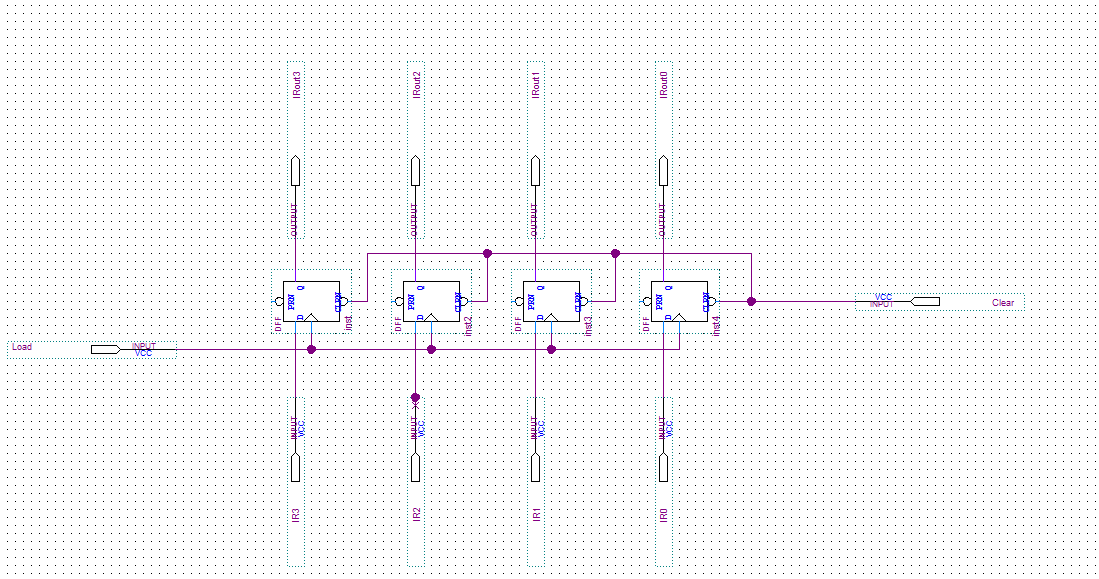 IRout3
IRout2
IRout1
IRout0
OUTPUT
OUTPUT
OUTPUT
OUTPUT
PRN
Q
CLRN
D
DFF
inst
PRN
Q
CLRN
D
DFF
inst2
PRN
Q
CLRN
D
DFF
inst3
PRN
Q
CLRN
D
DFF
inst4
VCC
INPUT
Clear
Load
INPUT
VCC
INPUT
VCC
INPUT
VCC
INPUT
VCC
INPUT
VCC
IR3
IR2
IR1
IR0